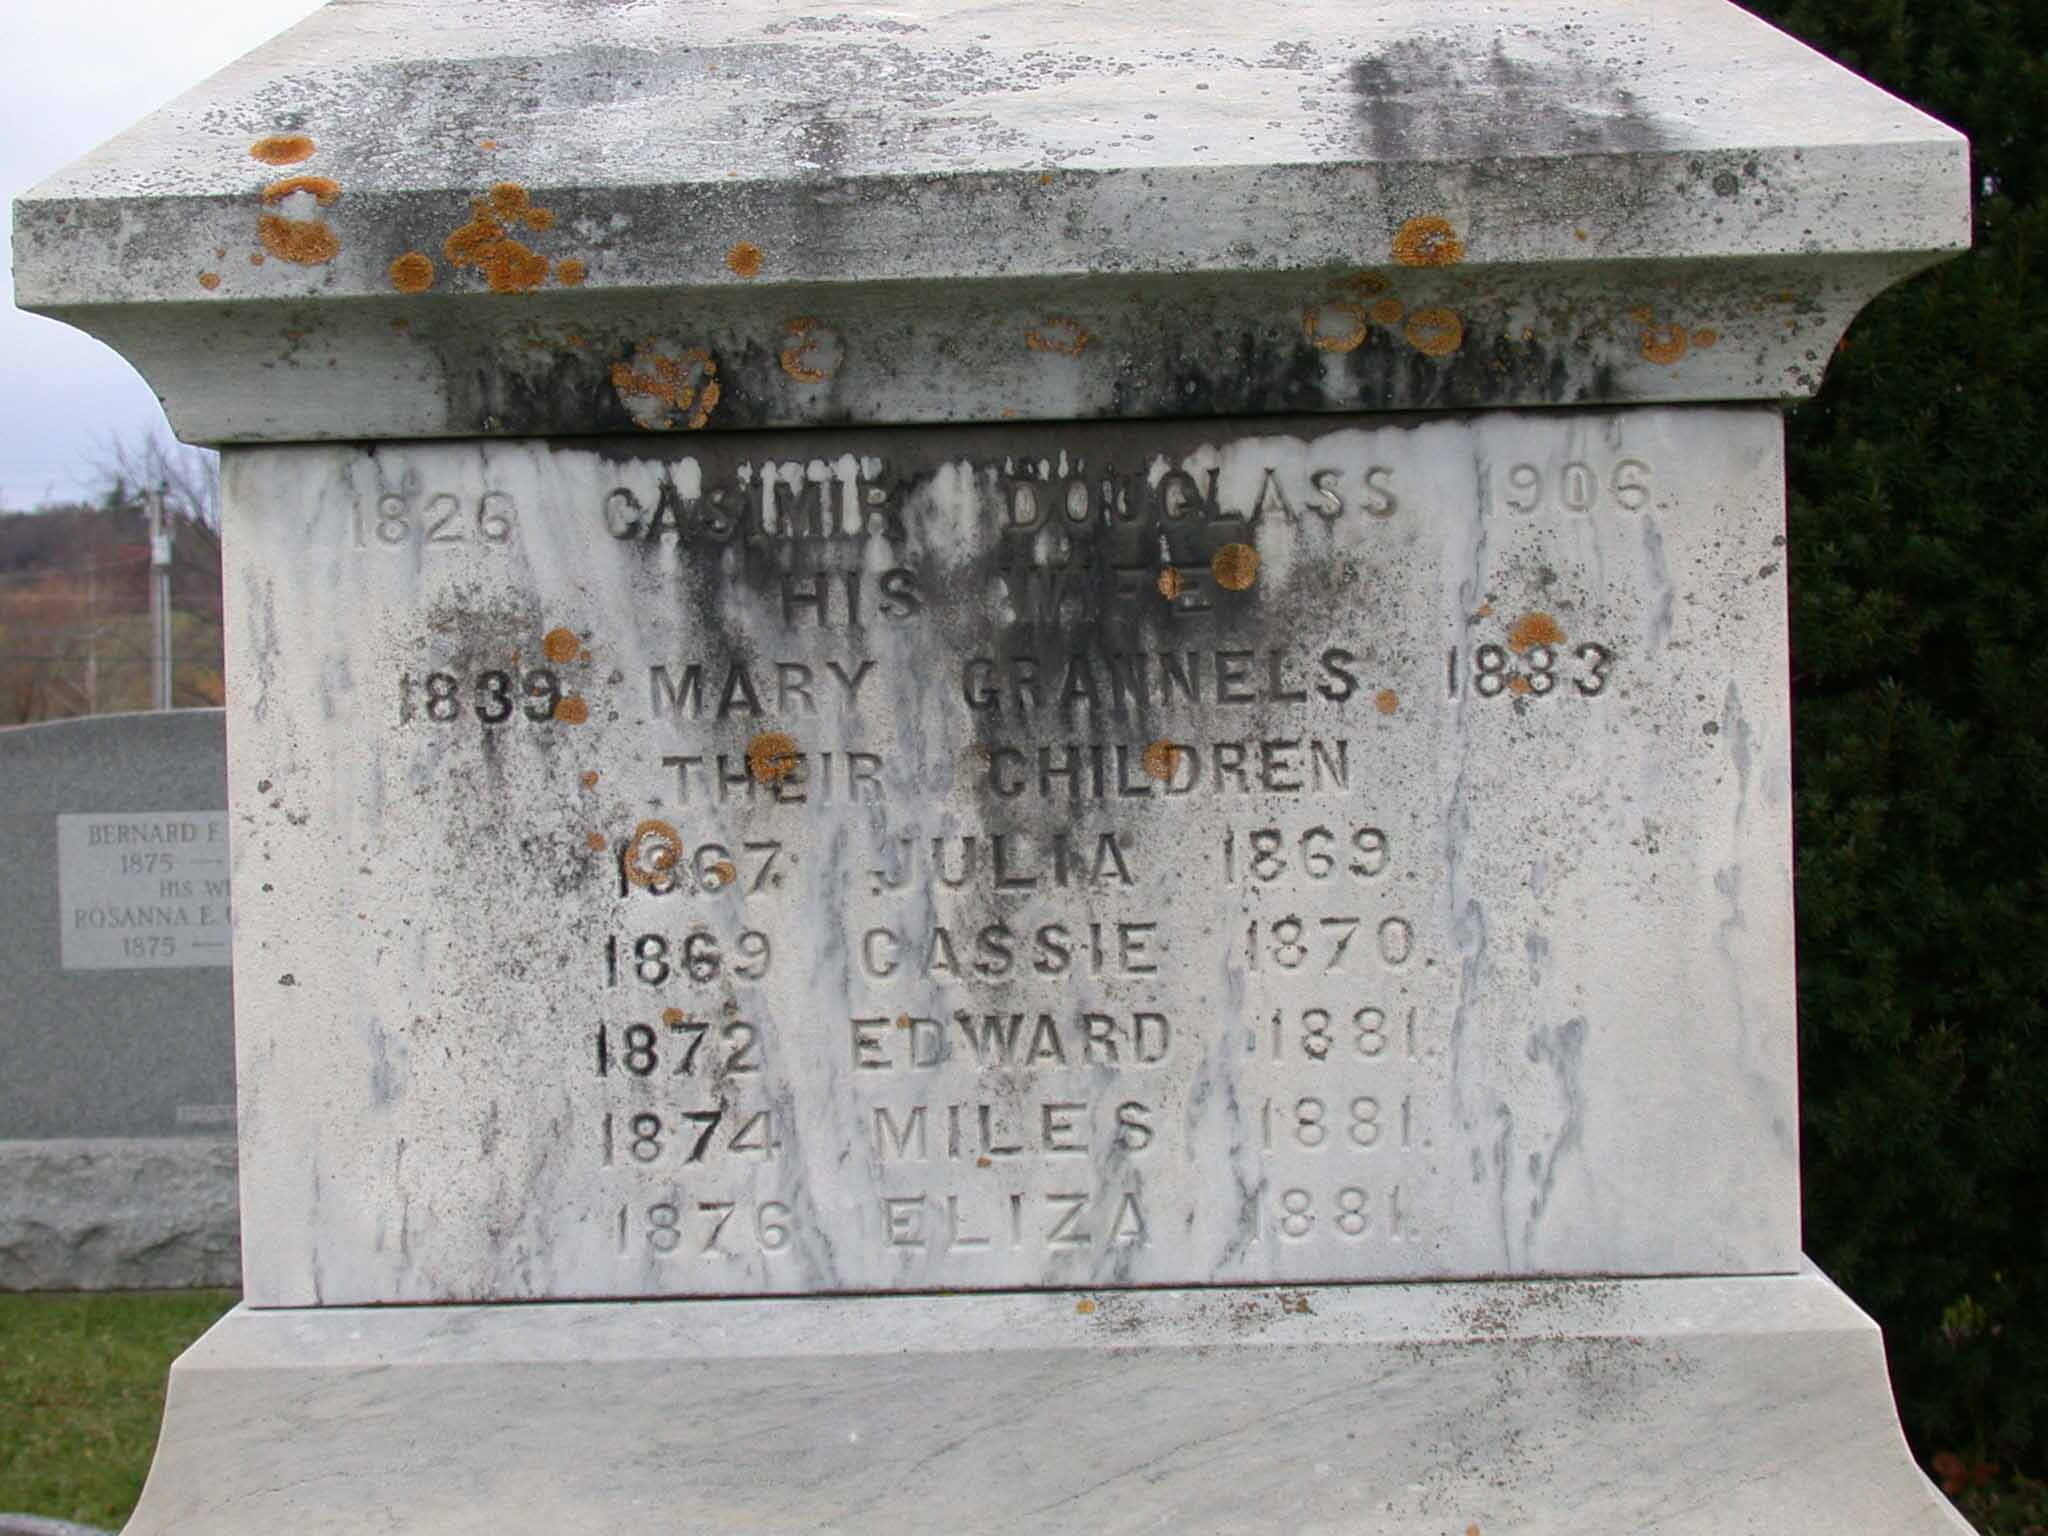 1826 CASIMIR DOUGLASS 1906.
HIS WIFE
1839 MARY GRANNELS 1883
THEIR CHILDREN
1867 JULIA 1869.
1869 CASSIE 1870.
1872 EDWARD 1881.
1874 MILES 1881.
1876 ELIZA 1881.
BERNARD F.
1875 —
HIS
ROSANNA E.
1875 —